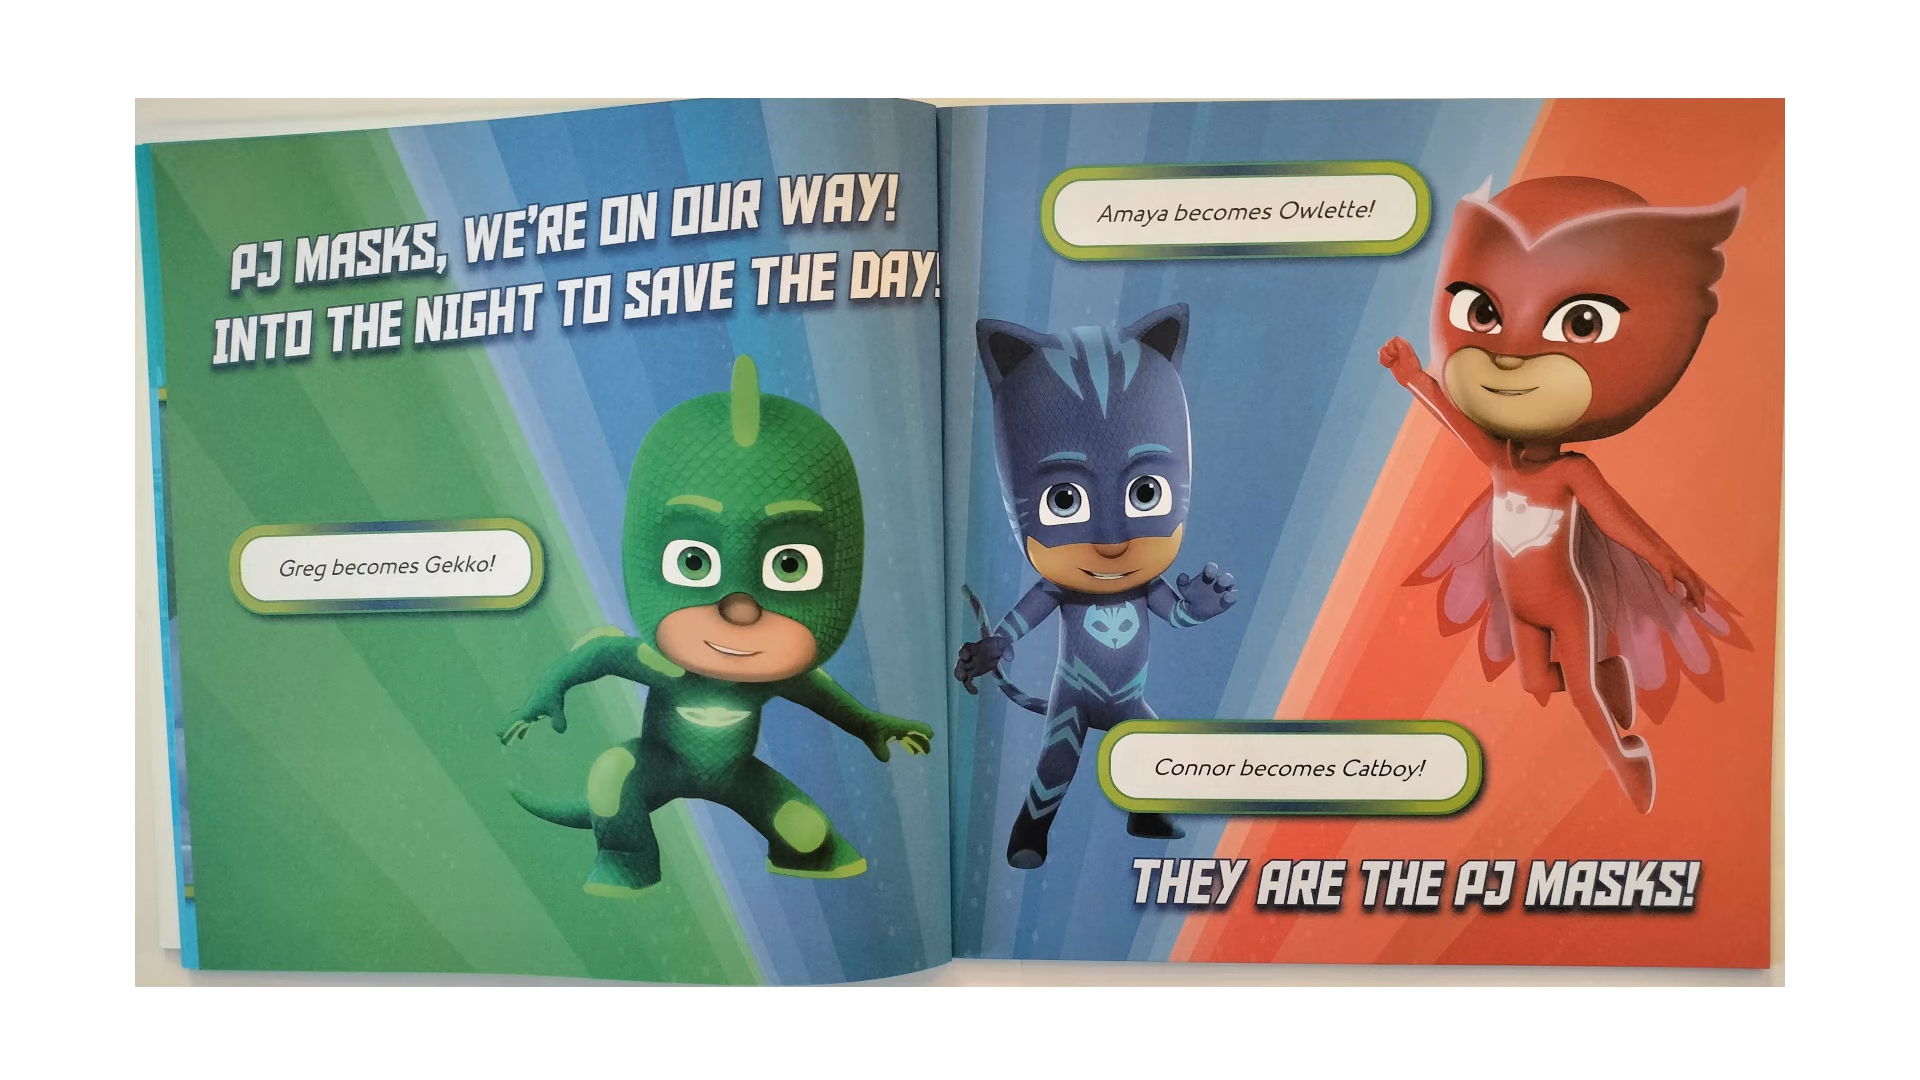 PJ MASKS, WE'RE ON OUR WAY!
INTO THE NIGHT TO SAVE THE DAY!
Greg becomes Gekko!
Amaya becomes Owlette!
Connor becomes Catboy!
THEY ARE THE PJ MASKS!